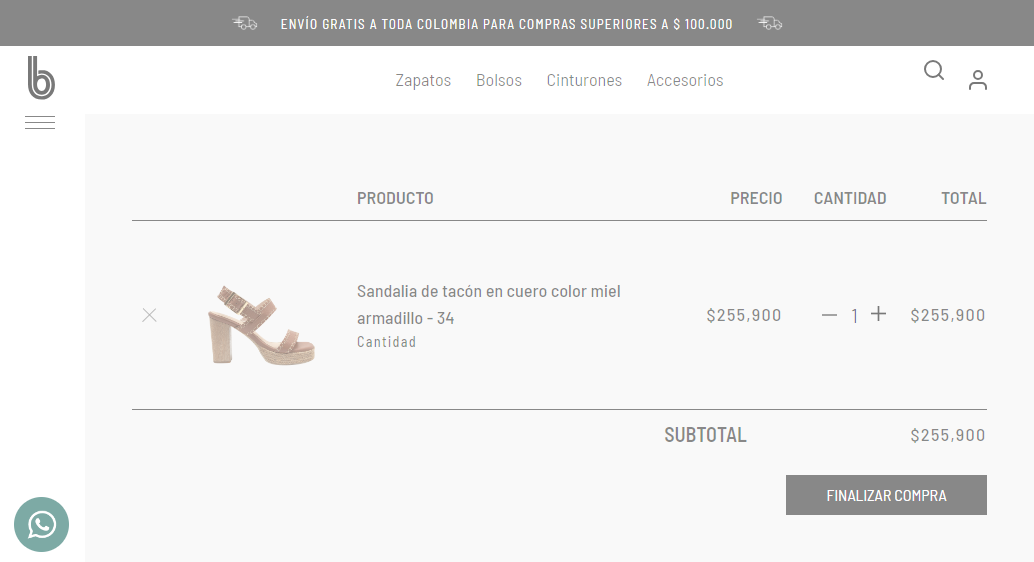 ENVÍO GRATIS A TODA COLOMBIA PARA COMPRAS SUPERIORES A $ 100.000
b
Zapatos Bolsos Cinturones Accesorios
PRODUCTO PRECIO CANTIDAD TOTAL
Sandalia de tacón en cuero color miel
armadillo - 34
Cantidad
$255,900 1 $255,900
SUBTOTAL $255,900
FINALIZAR COMPRA